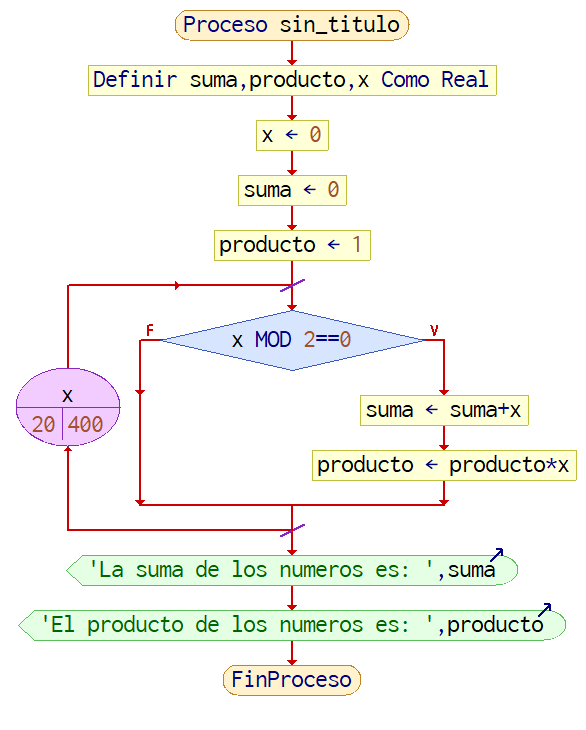 Proceso sin_titulo
Definir suma,producto,x Como Real
x ← 0
suma ← 0
producto ← 1
F
V
x MOD 2==0
x
20 400
suma ← suma+x
producto ← producto*x
'La suma de los numeros es: ',suma
'El producto de los numeros es: ',producto
FinProceso